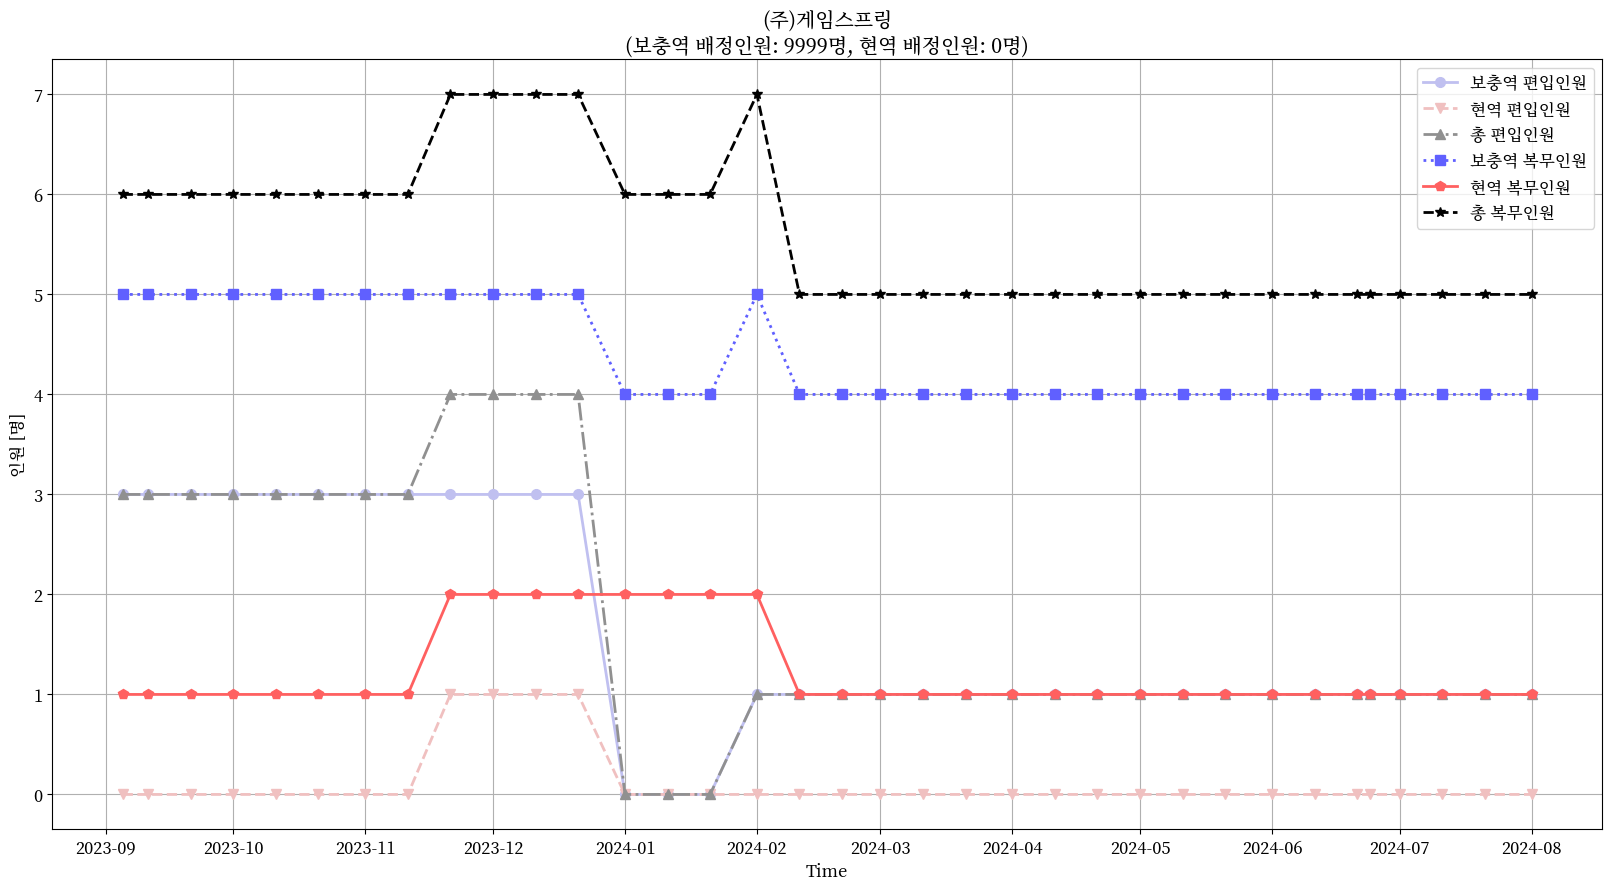 (주)게임스프링
(보충역 배정인원: 9999명, 현역 배정인원: 0명)
보충역 편입인원
현역 편입인원
총 편입인원
보충역 복무인원
현역 복무인원
총 복무인원
인원 [명]
7
6
5
4
3
2
1
0
2023-09 2023-10 2023-11 2023-12 2024-01 2024-02 2024-03 2024-04 2024-05 2024-06 2024-07 2024-08
Time